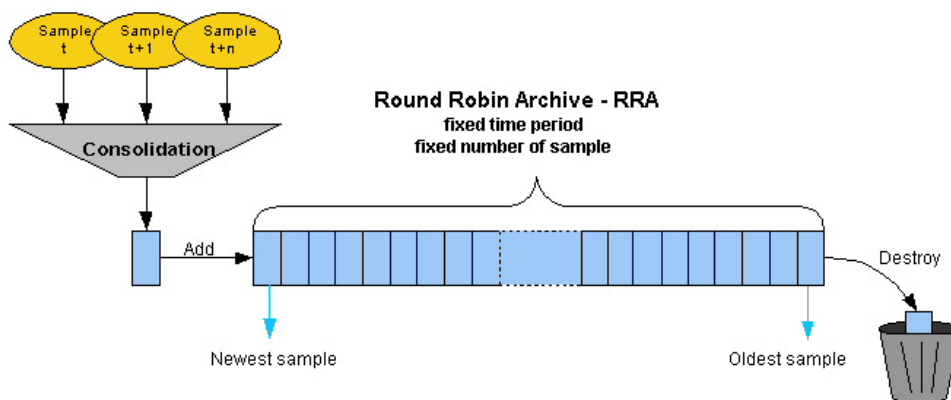 Sample
t
Sample
t+1
Sample
t+n
Round Robin Archive - RRA
fixed time period
fixed number of sample
Consolidation
Add
Destroy
Newest sample
Oldest sample